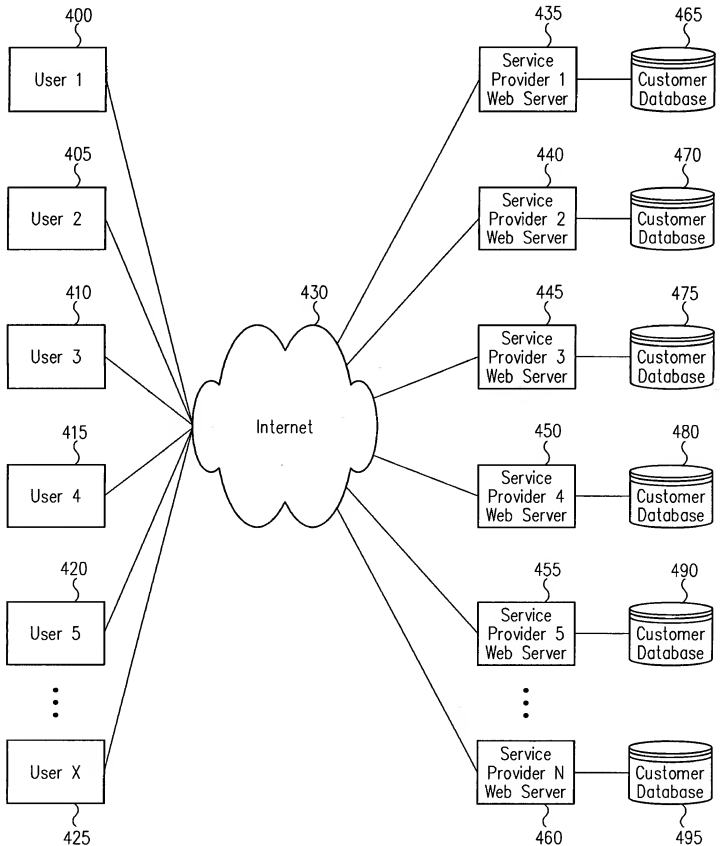 400
User 1
405
User 2
410
User 3
415
User 4
420
User 5
User X
425
430
Internet
435
Service
Provider 1
Web Server
465
Customer
Database
440
Service
Provider 2
Web Server
470
Customer
Database
445
Service
Provider 3
Web Server
475
Customer
Database
450
Service
Provider 4
Web Server
480
Customer
Database
455
Service
Provider 5
Web Server
490
Customer
Database
Service
Provider N
Web Server
460
Customer
Database
495